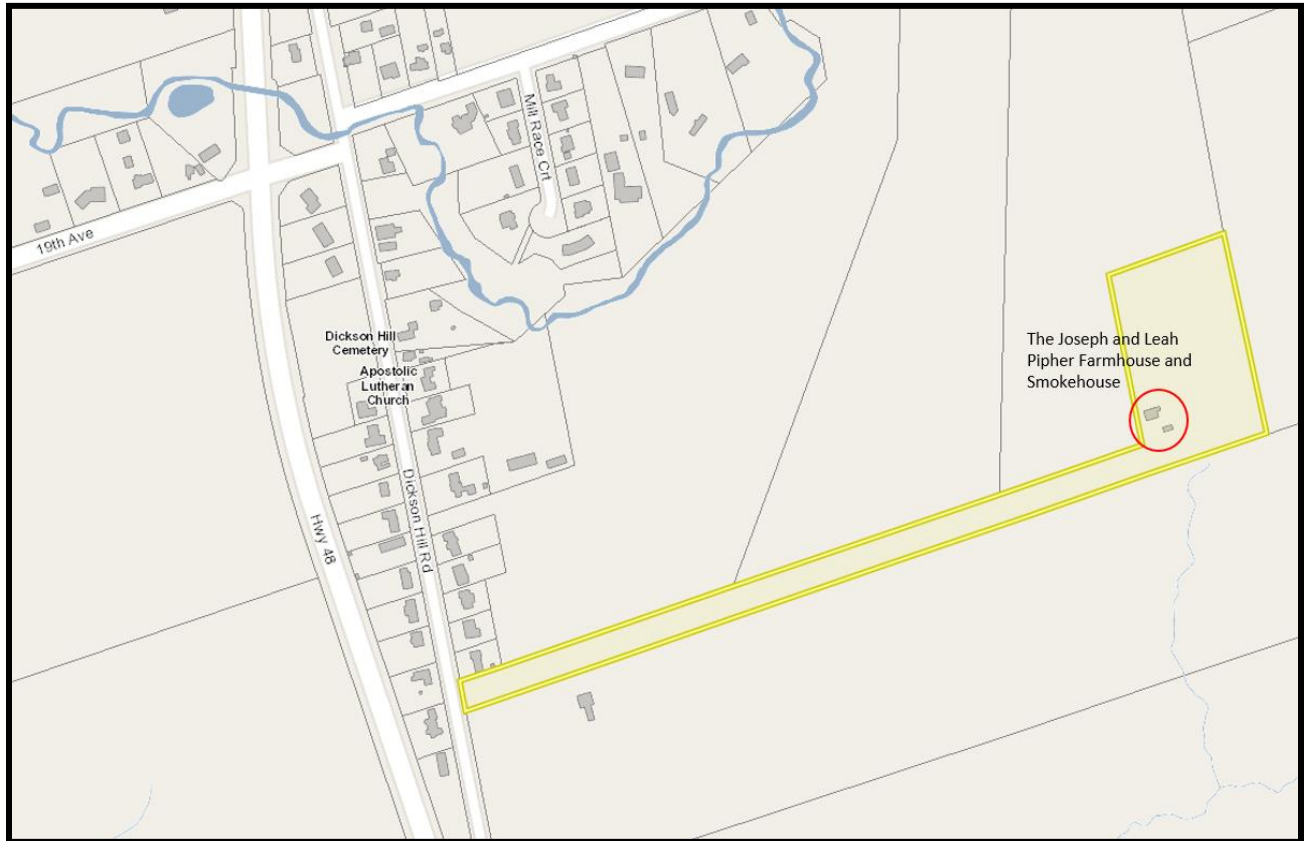 Mill Race Crt
19th Ave
Dickson Hill
Cemetery
Apostolic
Lutheran
Church
The Joseph and Leah
Pipher Farmhouse and
Smokehouse
Dickson Hill Rd
Hwy 48